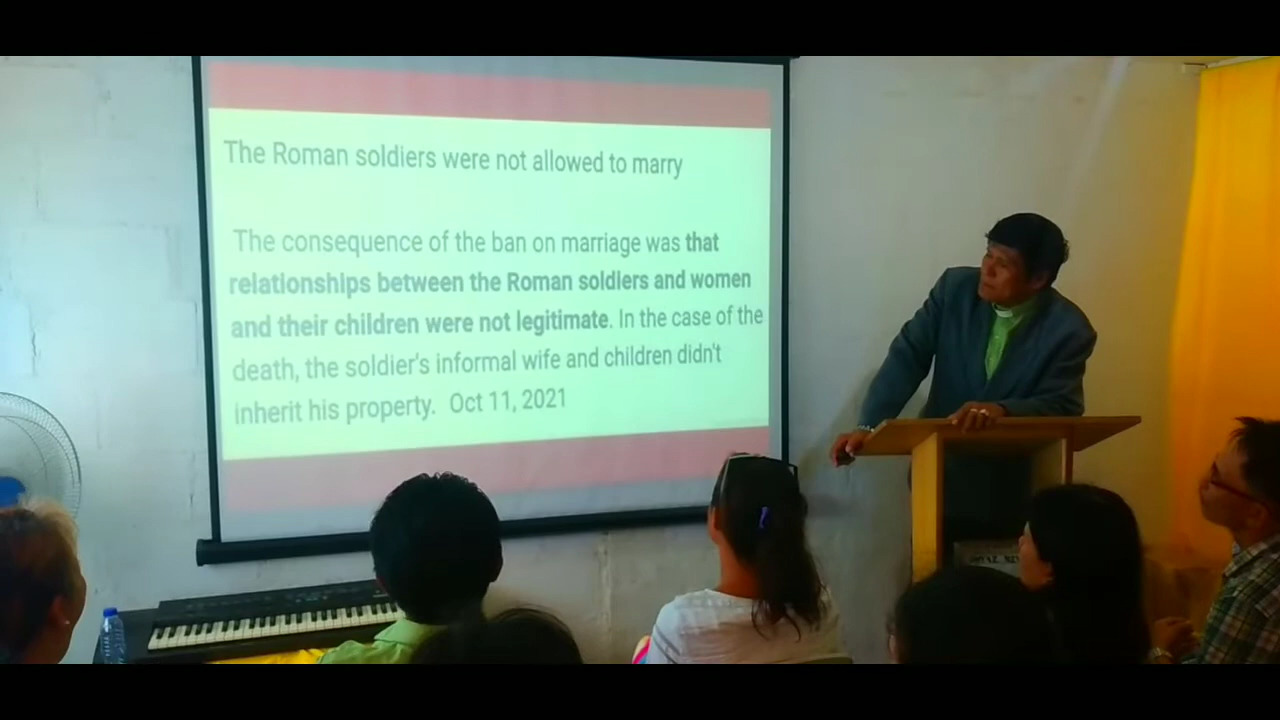 The Roman soldiers were not allowed to marry
The consequence of the ban on marriage was that
relationships between the Roman soldiers and women
and their children were not legitimate. In the case of the
death, the soldier's informal wife and children didn't
inherit his property. Oct 11, 2021